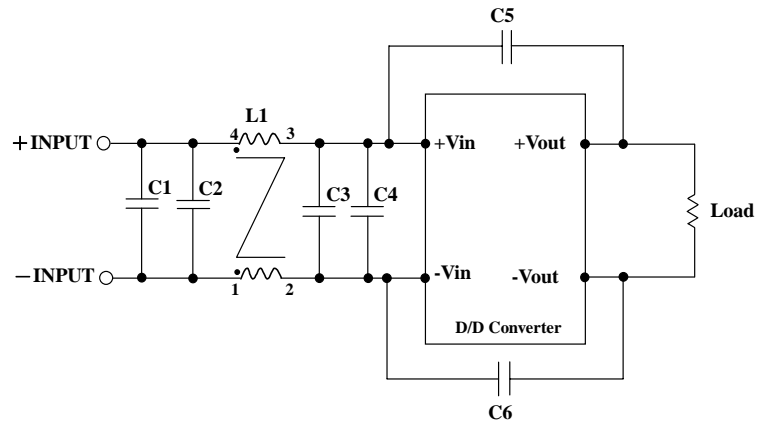 C5
L1
+INPUT
4
3
+Vin
+Vout
C1
C2
C3
C4
Load
−INPUT
1
2
-Vin
-Vout
D/D Converter
C6